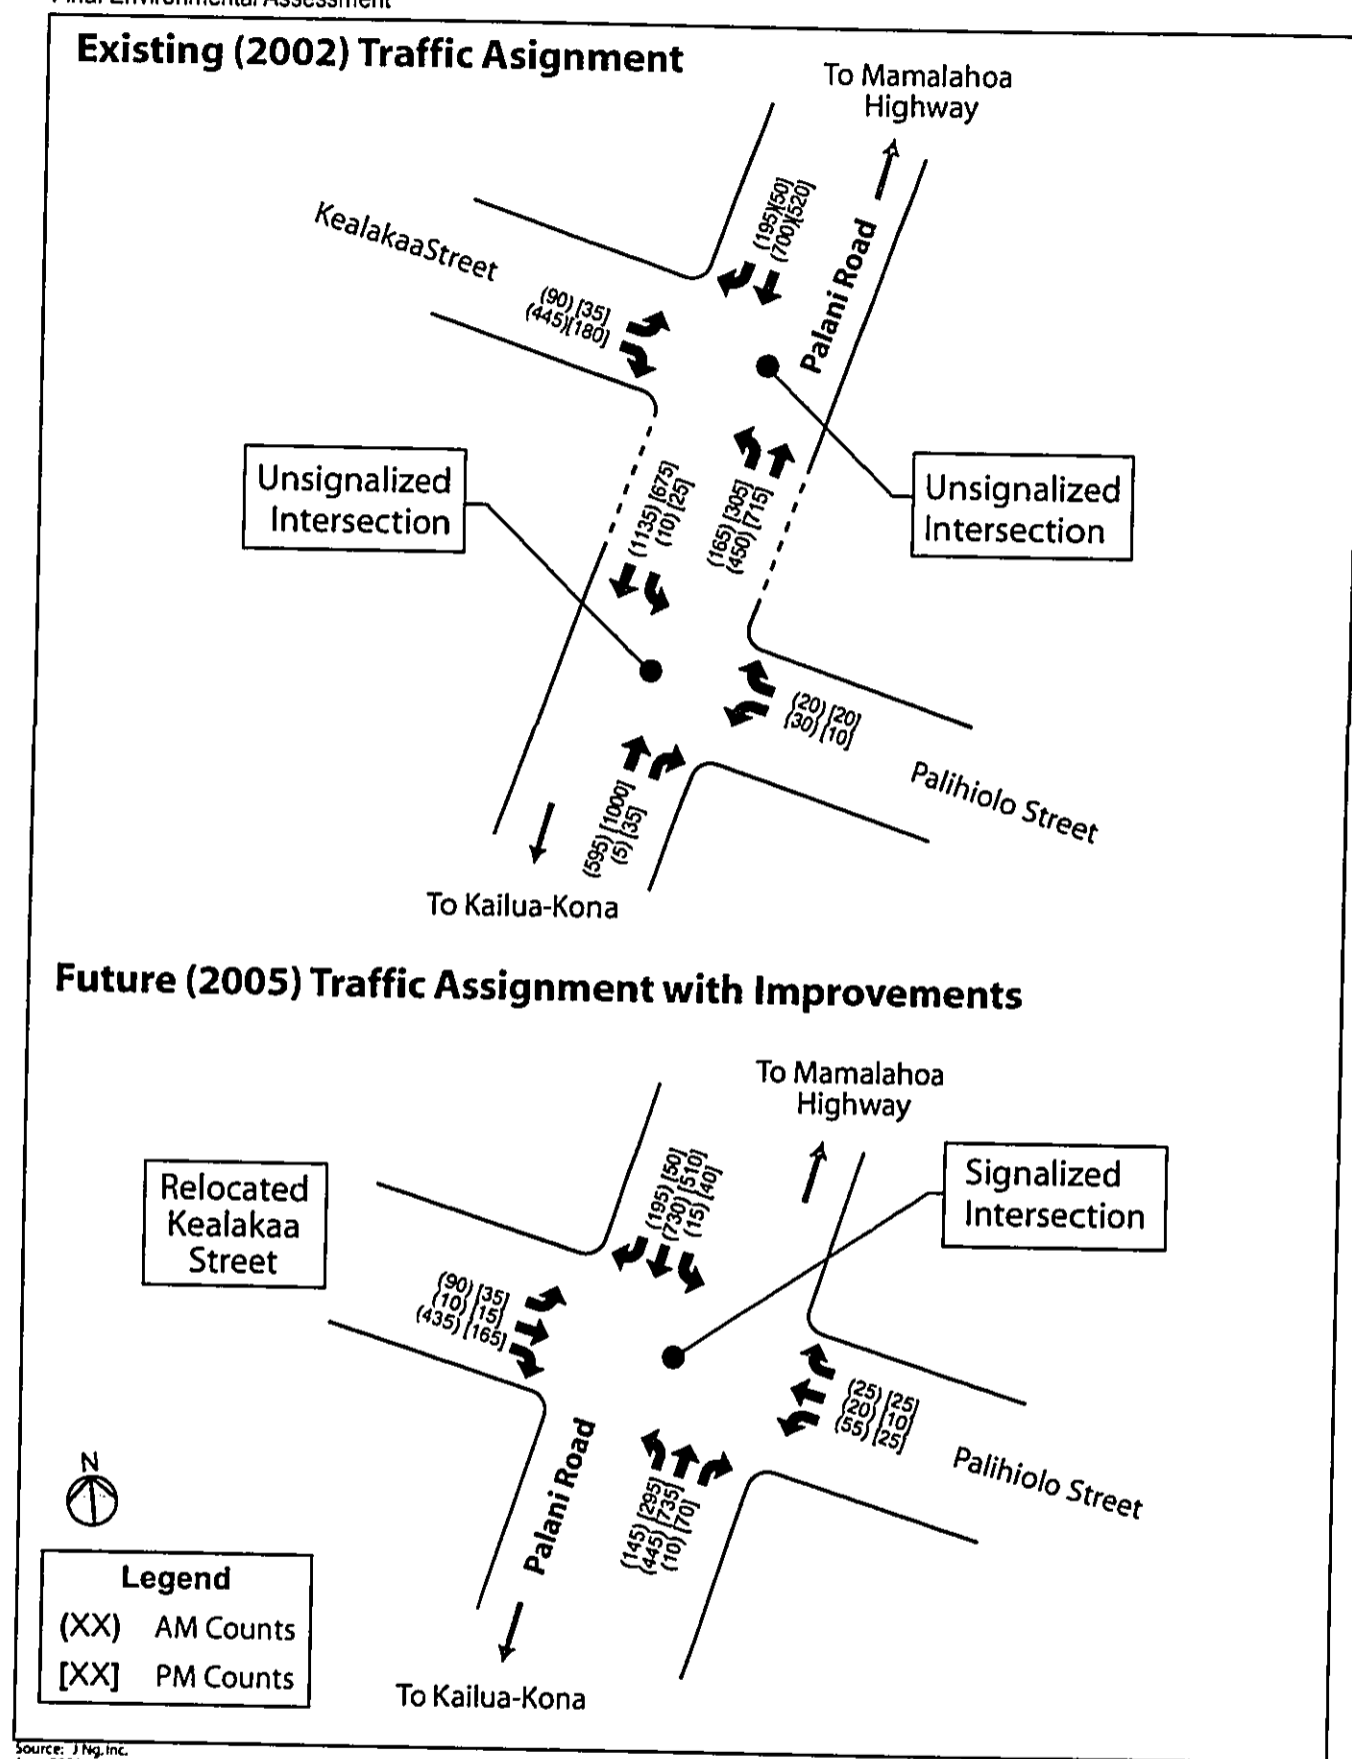 Final Environmental Assessment
Existing (2002) Traffic Asignment
To Mamalahoa
Highway
KealakaaStreet
(195)[50]
(700)[520]
Palani Road
(90) [35]
(445)[180]
Unsignalized
Intersection
(1135) [675]
(10) [25]
(165) [305]
(450) [715]
Unsignalized
Intersection
(20) [20]
(30) [10]
Palihiolo Street
(595) [1000]
(5) [35]
To Kailua-Kona
Future (2005) Traffic Assignment with Improvements
To Mamalahoa
Highway
Relocated
Kealakaa
Street
(195) [50]
(730) [510]
(15) [40]
Signalized
Intersection
(90) [35]
(10) [15]
(435) [165]
(25) [25]
(20) [10]
(55) [25]
Palihiolo Street
Palani Road
(145) [295]
(445) [735]
(10) [70]
N
Legend
(XX) AM Counts
[XX] PM Counts
To Kailua-Kona
Source: J Ng, Inc.